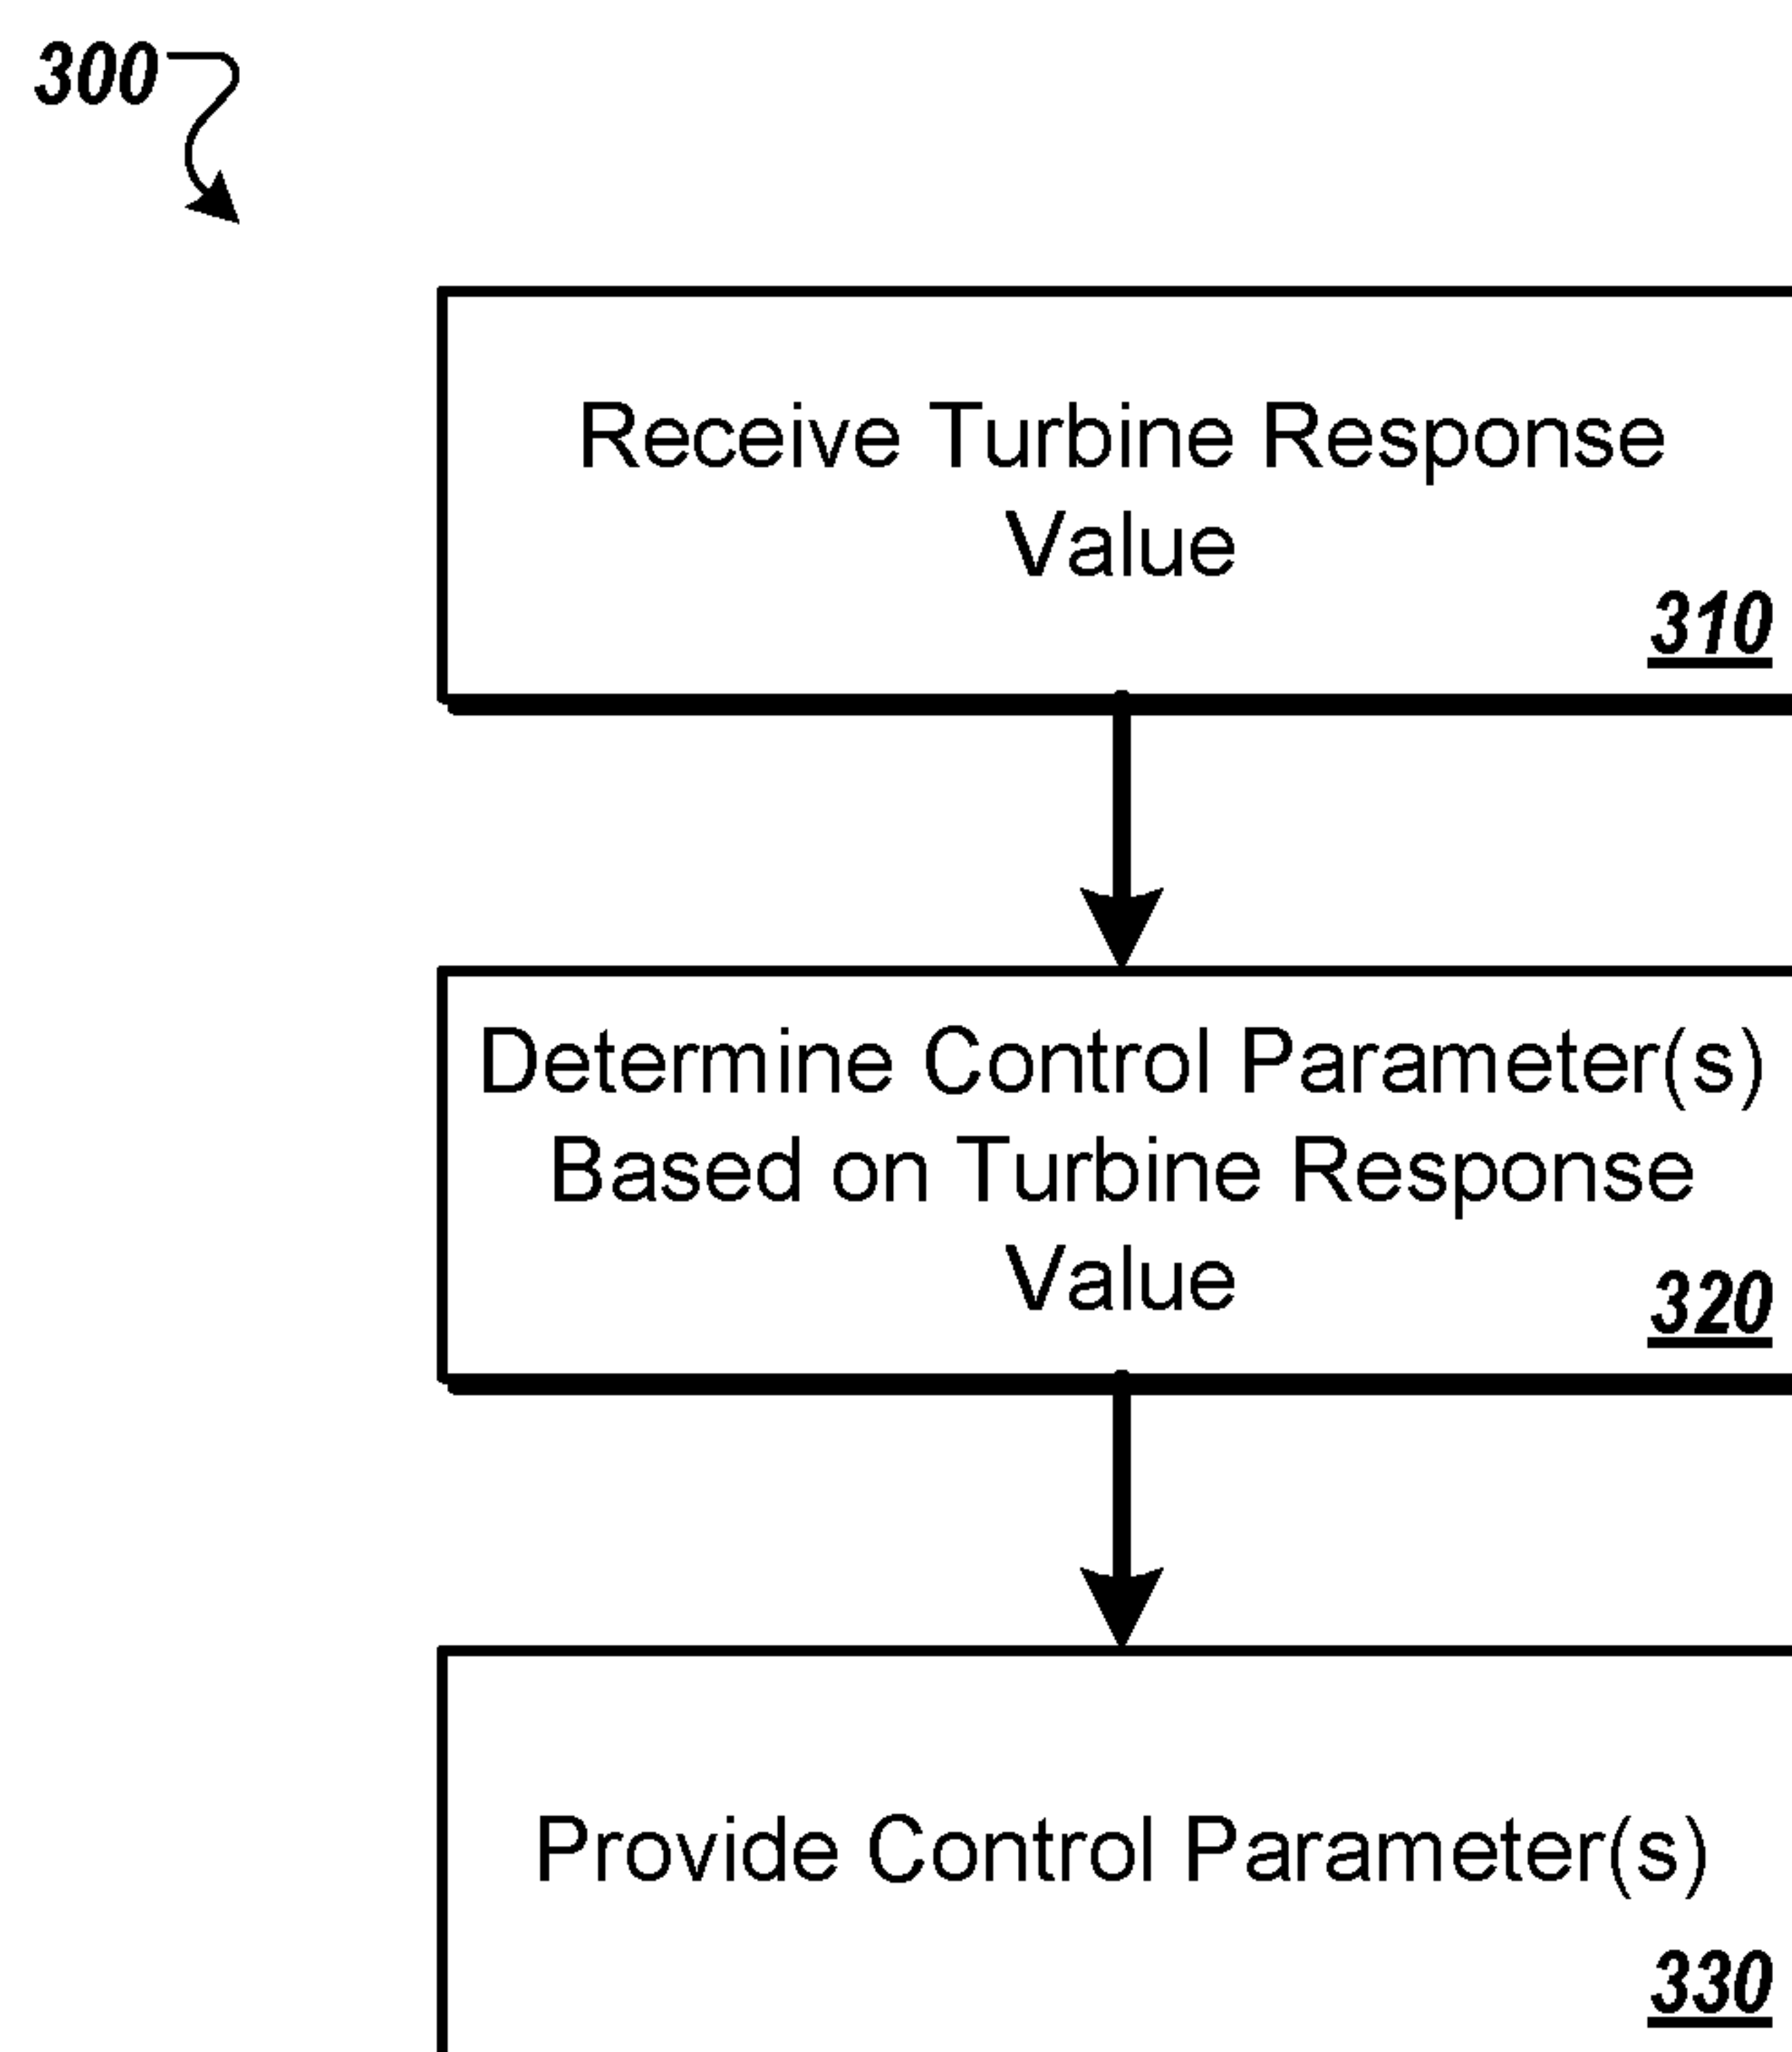 300
Receive Turbine Response
Value
310
Determine Control Parameter(s)
Based on Turbine Response
Value
320
Provide Control Parameter(s)
330